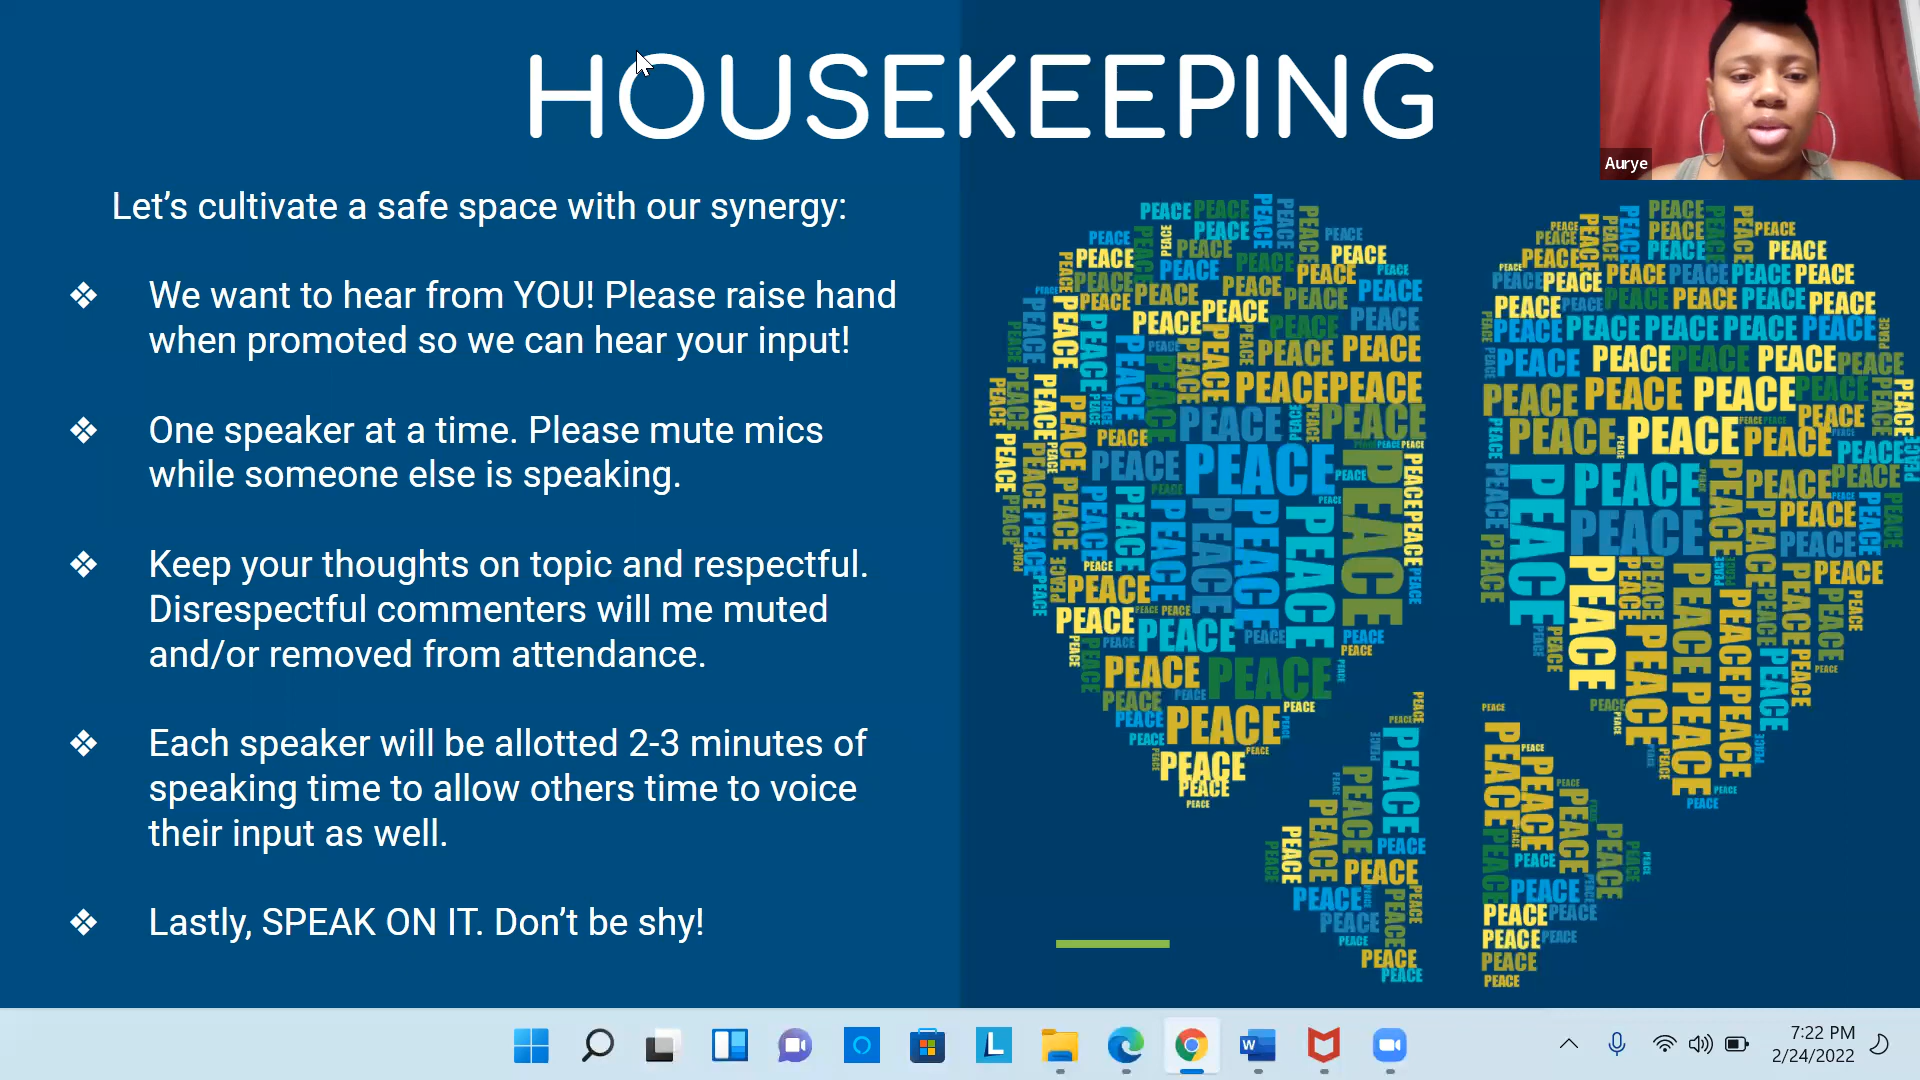 HOUSEKEEPING
Aurye
Let's cultivate a safe space with our synergy:
❖ We want to hear from YOU! Please raise hand
when promoted so we can hear your input!
❖ One speaker at a time. Please mute mics
while someone else is speaking.
❖ Keep your thoughts on topic and respectful.
Disrespectful commenters will me muted
and/or removed from attendance.
❖ Each speaker will be allotted 2-3 minutes of
speaking time to allow others time to voice
their input as well.
❖ Lastly, SPEAK ON IT. Don't be shy!
PEACE
7:22 PM
2/24/2022